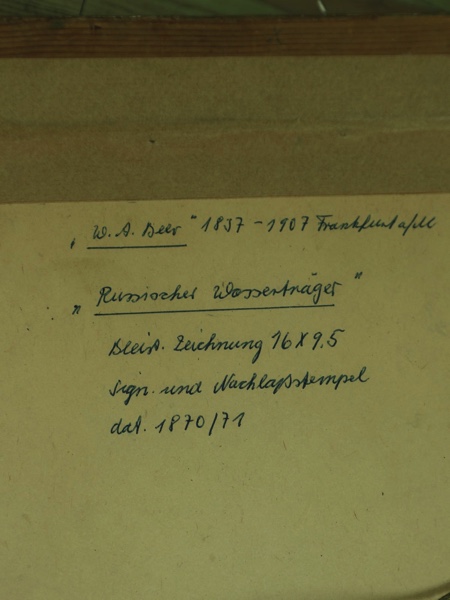 „W. A. Beer" 1837 - 1907 Frankfurt a/M
„Russischer Wasserträger"
Bleist. Zeichnung 16 X 9,5
sign. und Nachlaßstempel
dat. 1870/71